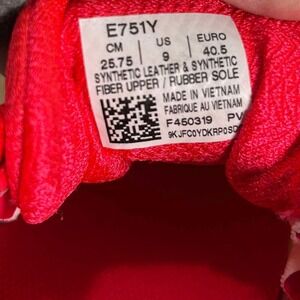 E751Y
CM US EURO
25.75 9 40.5
SYNTHETIC LEATHER & SYNTHETIC
FIBER UPPER / RUBBER SOLE
MADE IN VIETNAM
FABRIQUE AU VIETNAM
F450319 PV
9KJFC0YDKRP0SD